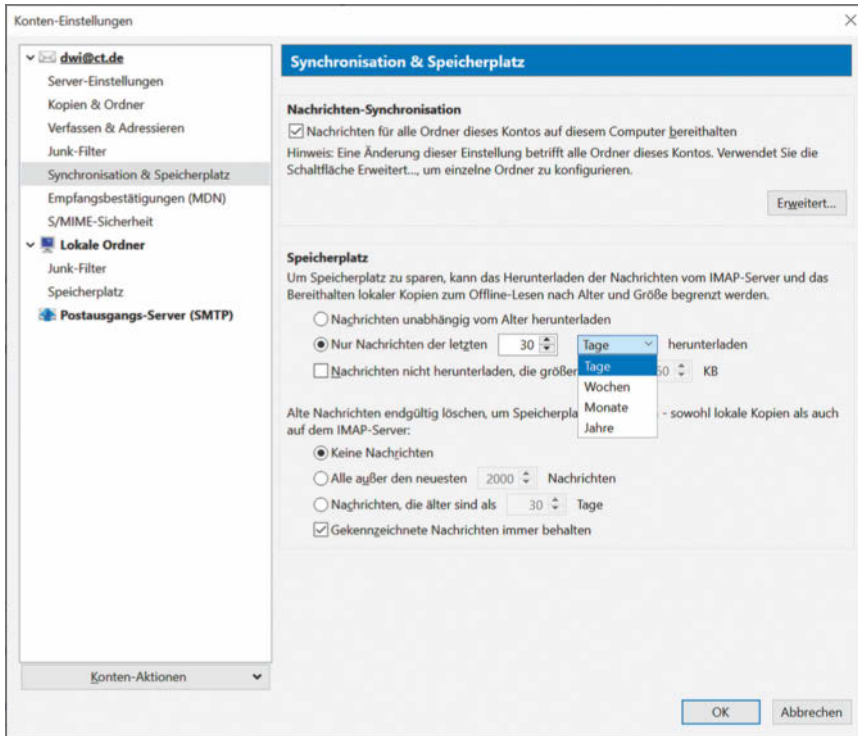 Konten-Einstellungen
dwi@ct.de
Server-Einstellungen
Kopien & Ordner
Verfassen & Adressieren
Junk-Filter
Synchronisation & Speicherplatz
Empfangsbestätigungen (MDN)
S/MIME-Sicherheit
Lokale Ordner
Junk-Filter
Speicherplatz
Postausgangs-Server (SMTP)
Konten-Aktionen
Synchronisation & Speicherplatz
Nachrichten-Synchronisation
Nachrichten für alle Ordner dieses Kontos auf diesem Computer bereithalten
Hinweis: Eine Änderung dieser Einstellung betrifft alle Ordner dieses Kontos. Verwendet Sie die
Schaltfläche Erweitert..., um einzelne Ordner zu konfigurieren.
Erweitert...
Speicherplatz
Um Speicherplatz zu sparen, kann das Herunterladen der Nachrichten vom IMAP-Server und das
Bereithalten lokaler Kopien zum Offline-Lesen nach Alter und Größe begrenzt werden.
Nachrichten unabhängig vom Alter herunterladen
Nur Nachrichten der letzten 30 Tage herunterladen
Tage
Wochen
Monate
Jahre
Nachrichten nicht herunterladen, die größer KB
Alte Nachrichten endgültig löschen, um - sowohl lokale Kopien als auch
auf dem IMAP-Server:
Keine Nachrichten
Alle außer den neuesten 2000 Nachrichten
Nachrichten, die älter sind als 30 Tage
Gekennzeichnete Nachrichten immer behalten
OK Abbrechen